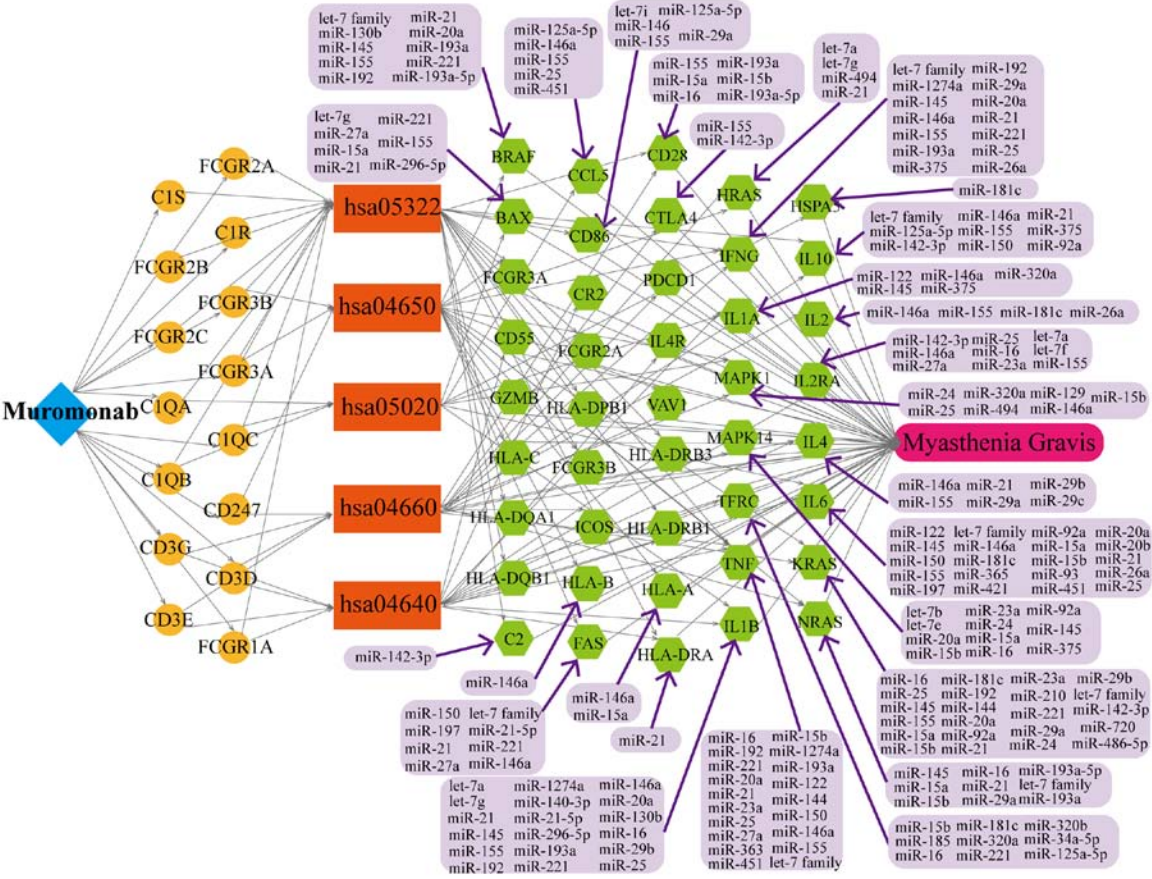 let-7 family miR-21
miR-130b miR-20a
miR-145 miR-193a
miR-155 miR-221
miR-192 miR-193a-5p
miR-125a-5p
miR-146a
miR-155
miR-25
miR-451
let-7i miR-125a-5p
miR-146
miR-155 miR-29a
miR-155 miR-193a
miR-15a miR-15b
miR-16 miR-193a-5p
miR-155
miR-142-3p
let-7a
let-7g
miR-494
miR-21
let-7 family miR-192
miR-1274a miR-29a
miR-145 miR-20a
miR-146a miR-21
miR-155 miR-221
miR-193a miR-25
miR-375 miR-26a
let-7g miR-221
miR-27a miR-155
miR-15a
miR-21 miR-296-5p
miR-181c
let-7 family miR-146a miR-21
miR-125a-5p miR-155 miR-375
miR-142-3p miR-150 miR-92a
miR-122 miR-146a miR-320a
miR-145 miR-375
miR-146a miR-155 miR-181c miR-26a
miR-142-3p miR-25 let-7a
miR-146a miR-16 let-7f
miR-27a miR-23a miR-155
miR-24 miR-320a miR-129 miR-15b
miR-25 miR-494 miR-146a
Muromonab
C1S
FCGR2B
FCGR2C
C1QA
C1QB
CD3G
CD3E
FCGR2A
C1R
FCGR3B
FCGR3A
C1QC
CD247
CD3D
FCGR1A
hsa05322
hsa04650
hsa05020
hsa04660
hsa04640
BRAF
BAX
FCGR3A
CD55
GZMB
HLA-C
HLA-DQA1
HLA-DQB1
C2
CCL5
CD86
CR2
FCGR2A
HLA-DPB1
FCGR3B
ICOS
HLA-B
FAS
CD28
CTLA4
PDCD1
IL4R
VAV1
HLA-DRB3
HLA-DRB1
HLA-A
HLA-DRA
HRAS
IFNG
IL1A
MAPK1
MAPK14
TFRC
TNF
IL1B
HSPA5
IL10
IL2
IL2RA
IL4
IL6
KRAS
NRAS
Myasthenia Gravis
miR-146a miR-21 miR-29b
miR-155 miR-29a miR-29c
miR-122 let-7 family miR-92a miR-20a
miR-145 miR-146a miR-15a miR-20b
miR-150 miR-181c miR-15b miR-21
miR-155 miR-365 miR-93 miR-26a
miR-197 miR-421 miR-451 miR-25
let-7b miR-23a miR-92a
let-7e miR-24 miR-145
miR-20a miR-15a
miR-15b miR-16 miR-375
miR-16 miR-181c miR-23a miR-29b
miR-25 miR-192 miR-210 let-7 family
miR-145 miR-144 miR-221 miR-142-3p
miR-155 miR-20a miR-29a miR-720
miR-15a miR-92a
miR-15b miR-21 miR-24 miR-486-5p
miR-145 miR-16 miR-193a-5p
miR-15a miR-21 let-7 family
miR-15b miR-29a miR-193a
miR-15b miR-181c miR-320b
miR-185 miR-320a miR-34a-5p
miR-16 miR-221 miR-125a-5p
miR-142-3p
miR-146a
miR-146a
miR-15a
miR-21
miR-150 let-7 family
miR-197 miR-21-5p
miR-21 miR-221
miR-27a miR-146a
let-7a miR-1274a miR-146a
let-7g miR-140-3p miR-20a
miR-21 miR-21-5p miR-130b
miR-145 miR-296-5p miR-16
miR-155 miR-193a miR-29b
miR-192 miR-221 miR-25
miR-16 miR-15b
miR-192 miR-1274a
miR-221 miR-193a
miR-20a miR-122
miR-21 miR-144
miR-23a miR-150
miR-25 miR-146a
miR-27a
miR-363 miR-155
miR-451 let-7 family